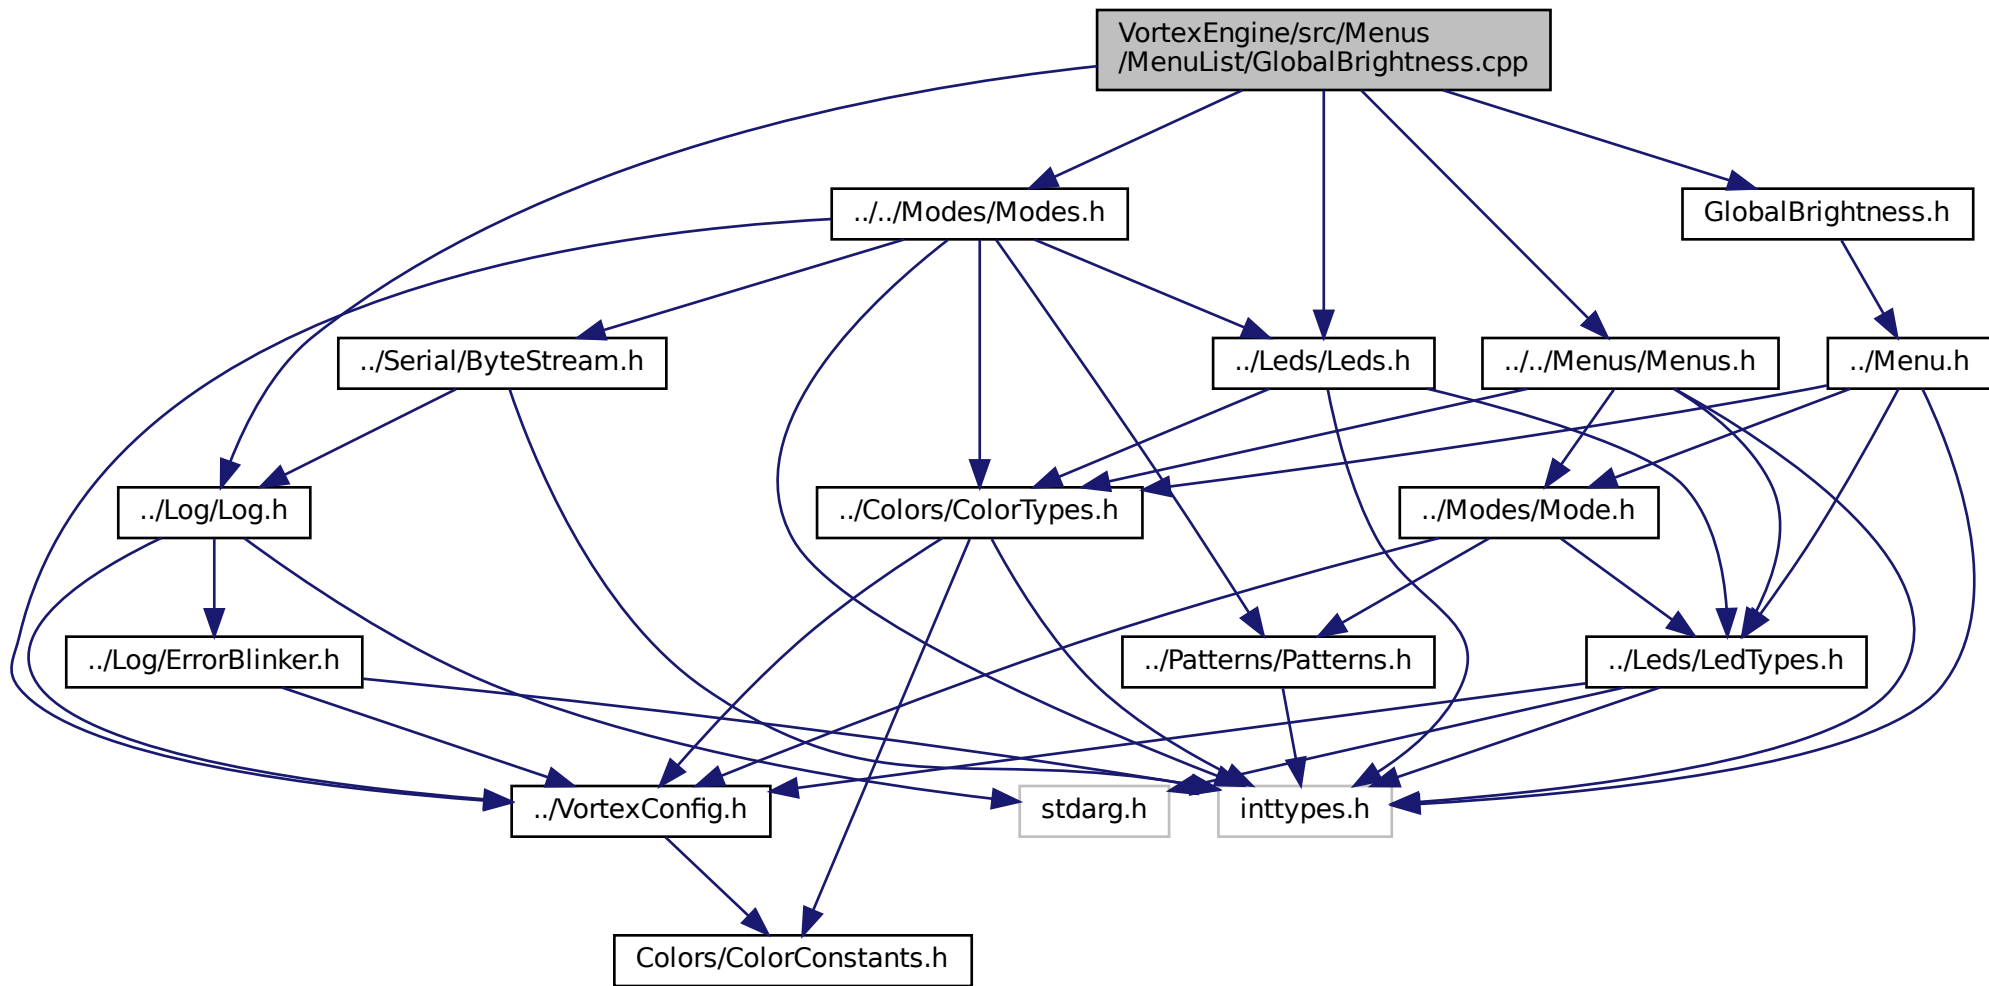 VortexEngine/src/Menus
/MenuList/GlobalBrightness.cpp
../../Modes/Modes.h
GlobalBrightness.h
../Serial/ByteStream.h
../Leds/Leds.h
../../Menus/Menus.h
../Menu.h
../Log/Log.h
../Colors/ColorTypes.h
../Modes/Mode.h
../Log/ErrorBlinker.h
../Patterns/Patterns.h
../Leds/LedTypes.h
../VortexConfig.h
stdarg.h
inttypes.h
Colors/ColorConstants.h